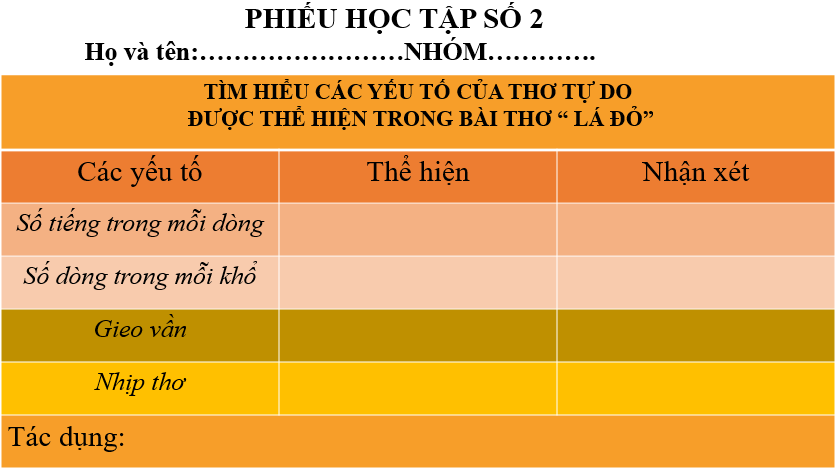 PHIẾU HỌC TẬP SỐ 2
Họ và tên:……………………NHÓM………….
TÌM HIỂU CÁC YẾU TỐ CỦA THƠ TỰ DO
ĐƯỢC THỂ HIỆN TRONG BÀI THƠ “ LÁ ĐỎ”
Các yếu tố Thể hiện Nhận xét
Số tiếng trong mỗi dòng
Số dòng trong mỗi khổ
Gieo vần
Nhịp thơ
Tác dụng: